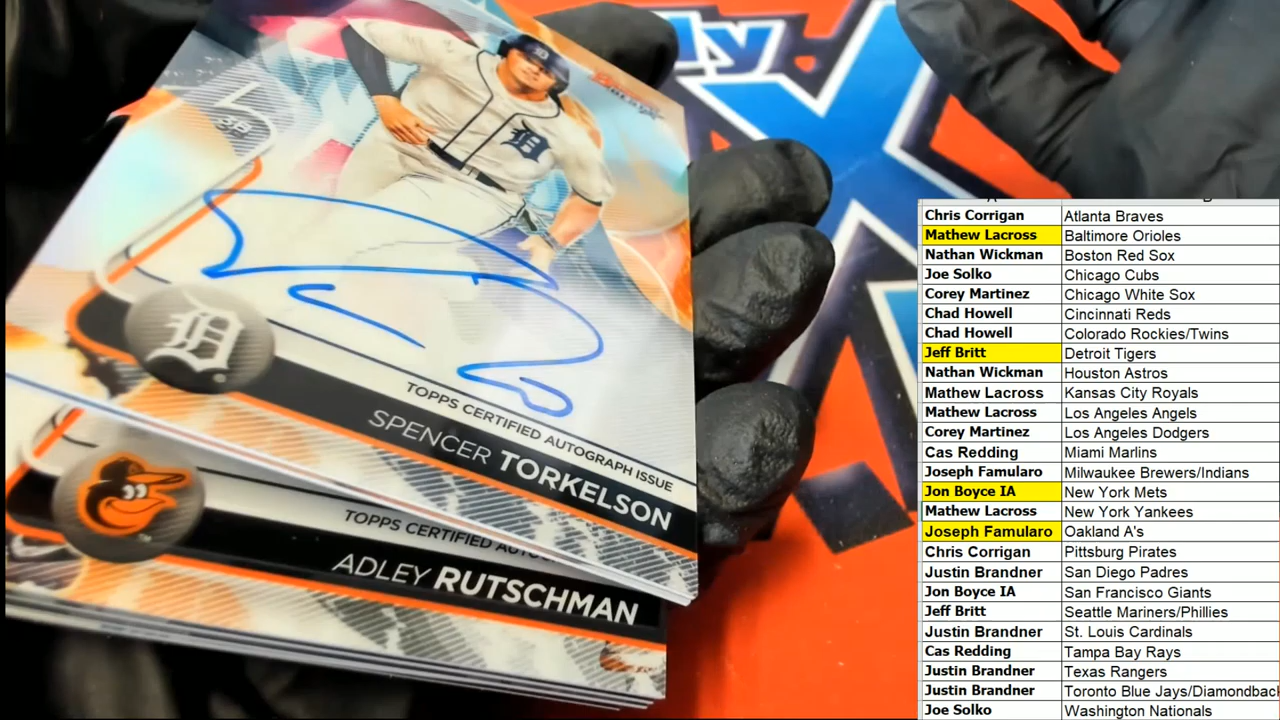 TOPPS CERTIFIED AUTOGRAPH ISSUE
SPENCER TORKELSON
TOPPS CERTIFIED
ADLEY RUTSCHMAN
Chris Corrigan Atlanta Braves
Mathew Lacross Baltimore Orioles
Nathan Wickman Boston Red Sox
Joe Solko Chicago Cubs
Corey Martinez Chicago White Sox
Chad Howell Cincinnati Reds
Chad Howell Colorado Rockies/Twins
Jeff Britt Detroit Tigers
Nathan Wickman Houston Astros
Mathew Lacross Kansas City Royals
Mathew Lacross Los Angeles Angels
Corey Martinez Los Angeles Dodgers
Cas Redding Miami Marlins
Joseph Famularo Milwaukee Brewers/Indians
Jon Boyce IA New York Mets
Mathew Lacross New York Yankees
Joseph Famularo Oakland A's
Chris Corrigan Pittsburg Pirates
Justin Brandner San Diego Padres
Jon Boyce IA San Francisco Giants
Jeff Britt Seattle Mariners/Phillies
Justin Brandner St. Louis Cardinals
Cas Redding Tampa Bay Rays
Justin Brandner Texas Rangers
Justin Brandner Toronto Blue Jays/Diamondback
Joe Solko Washington Nationals